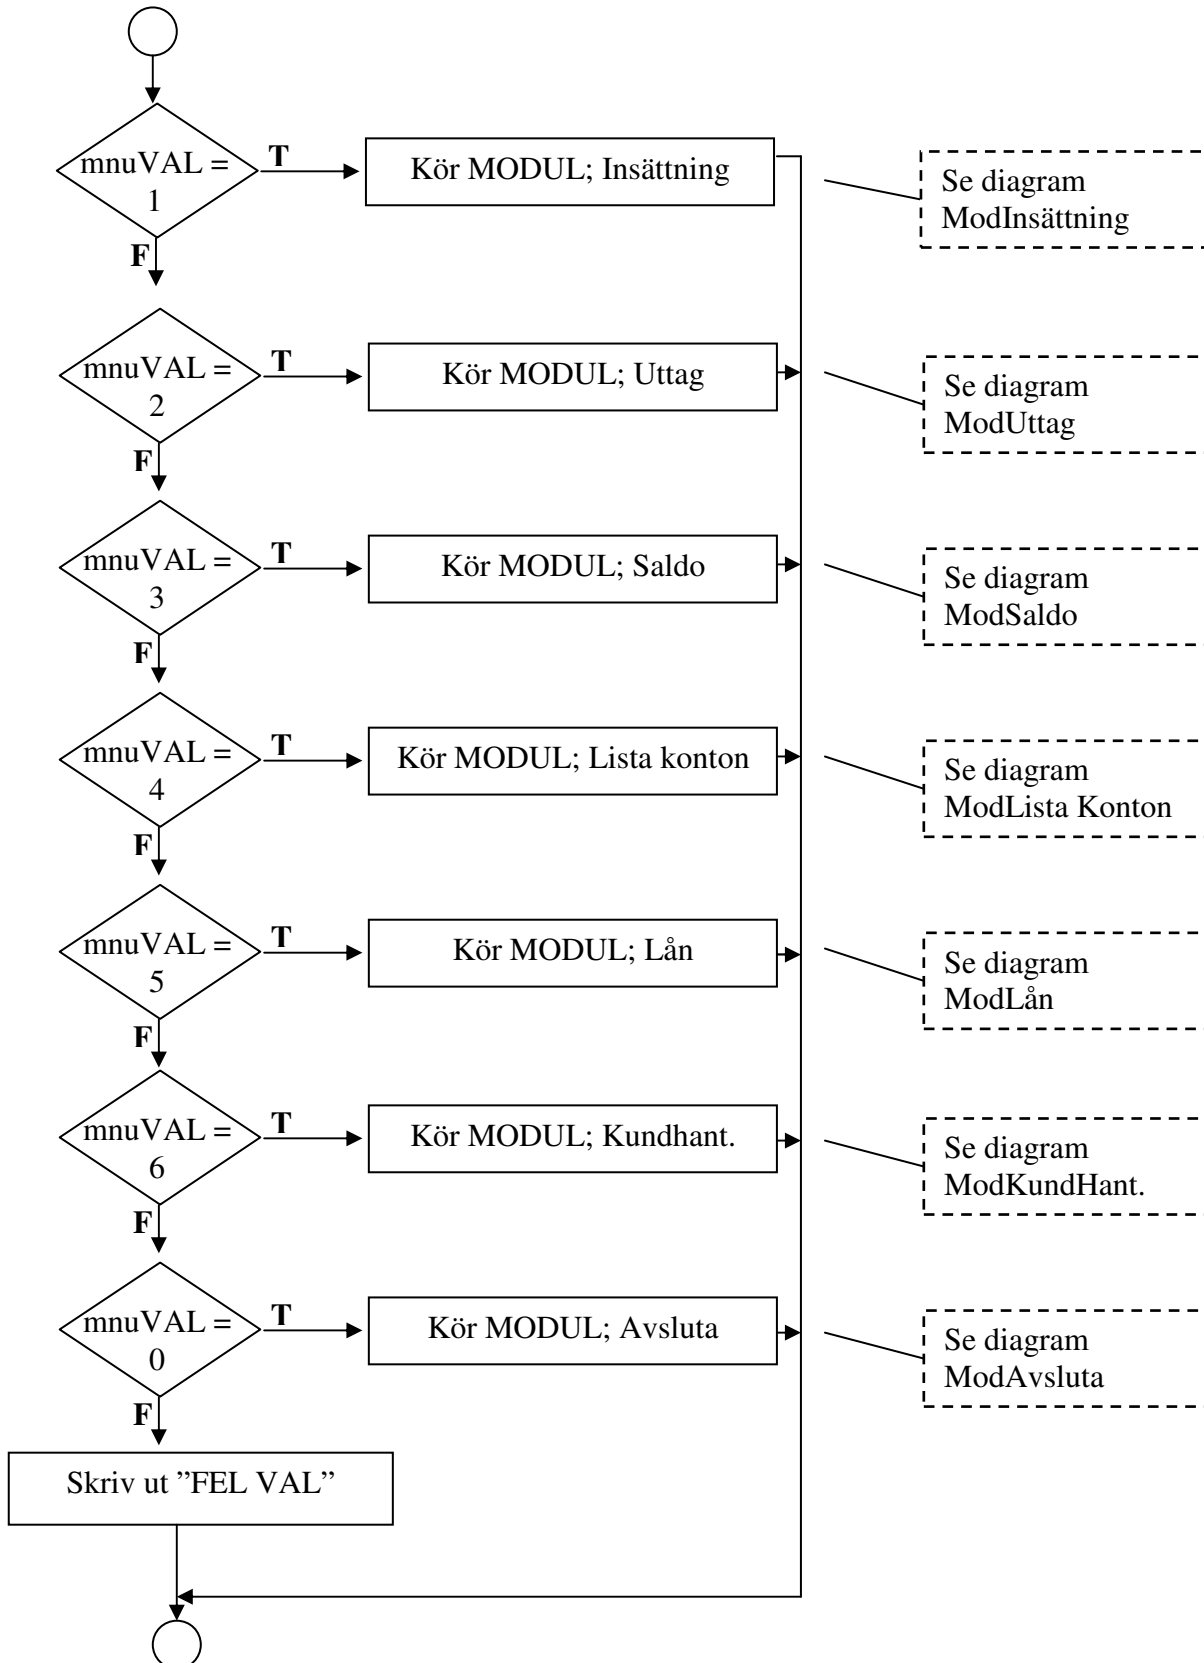 mnuVAL =
1
T
Kör MODUL; Insättning
Se diagram
ModInsättning
F
mnuVAL =
2
T
Kör MODUL; Uttag
Se diagram
ModUttag
F
mnuVAL =
3
T
Kör MODUL; Saldo
Se diagram
ModSaldo
F
mnuVAL =
4
T
Kör MODUL; Lista konton
Se diagram
ModLista Konton
F
mnuVAL =
5
T
Kör MODUL; Lån
Se diagram
ModLån
F
mnuVAL =
6
T
Kör MODUL; Kundhant.
Se diagram
ModKundHant.
F
mnuVAL =
0
T
Kör MODUL; Avsluta
Se diagram
ModAvsluta
F
Skriv ut ”FEL VAL”